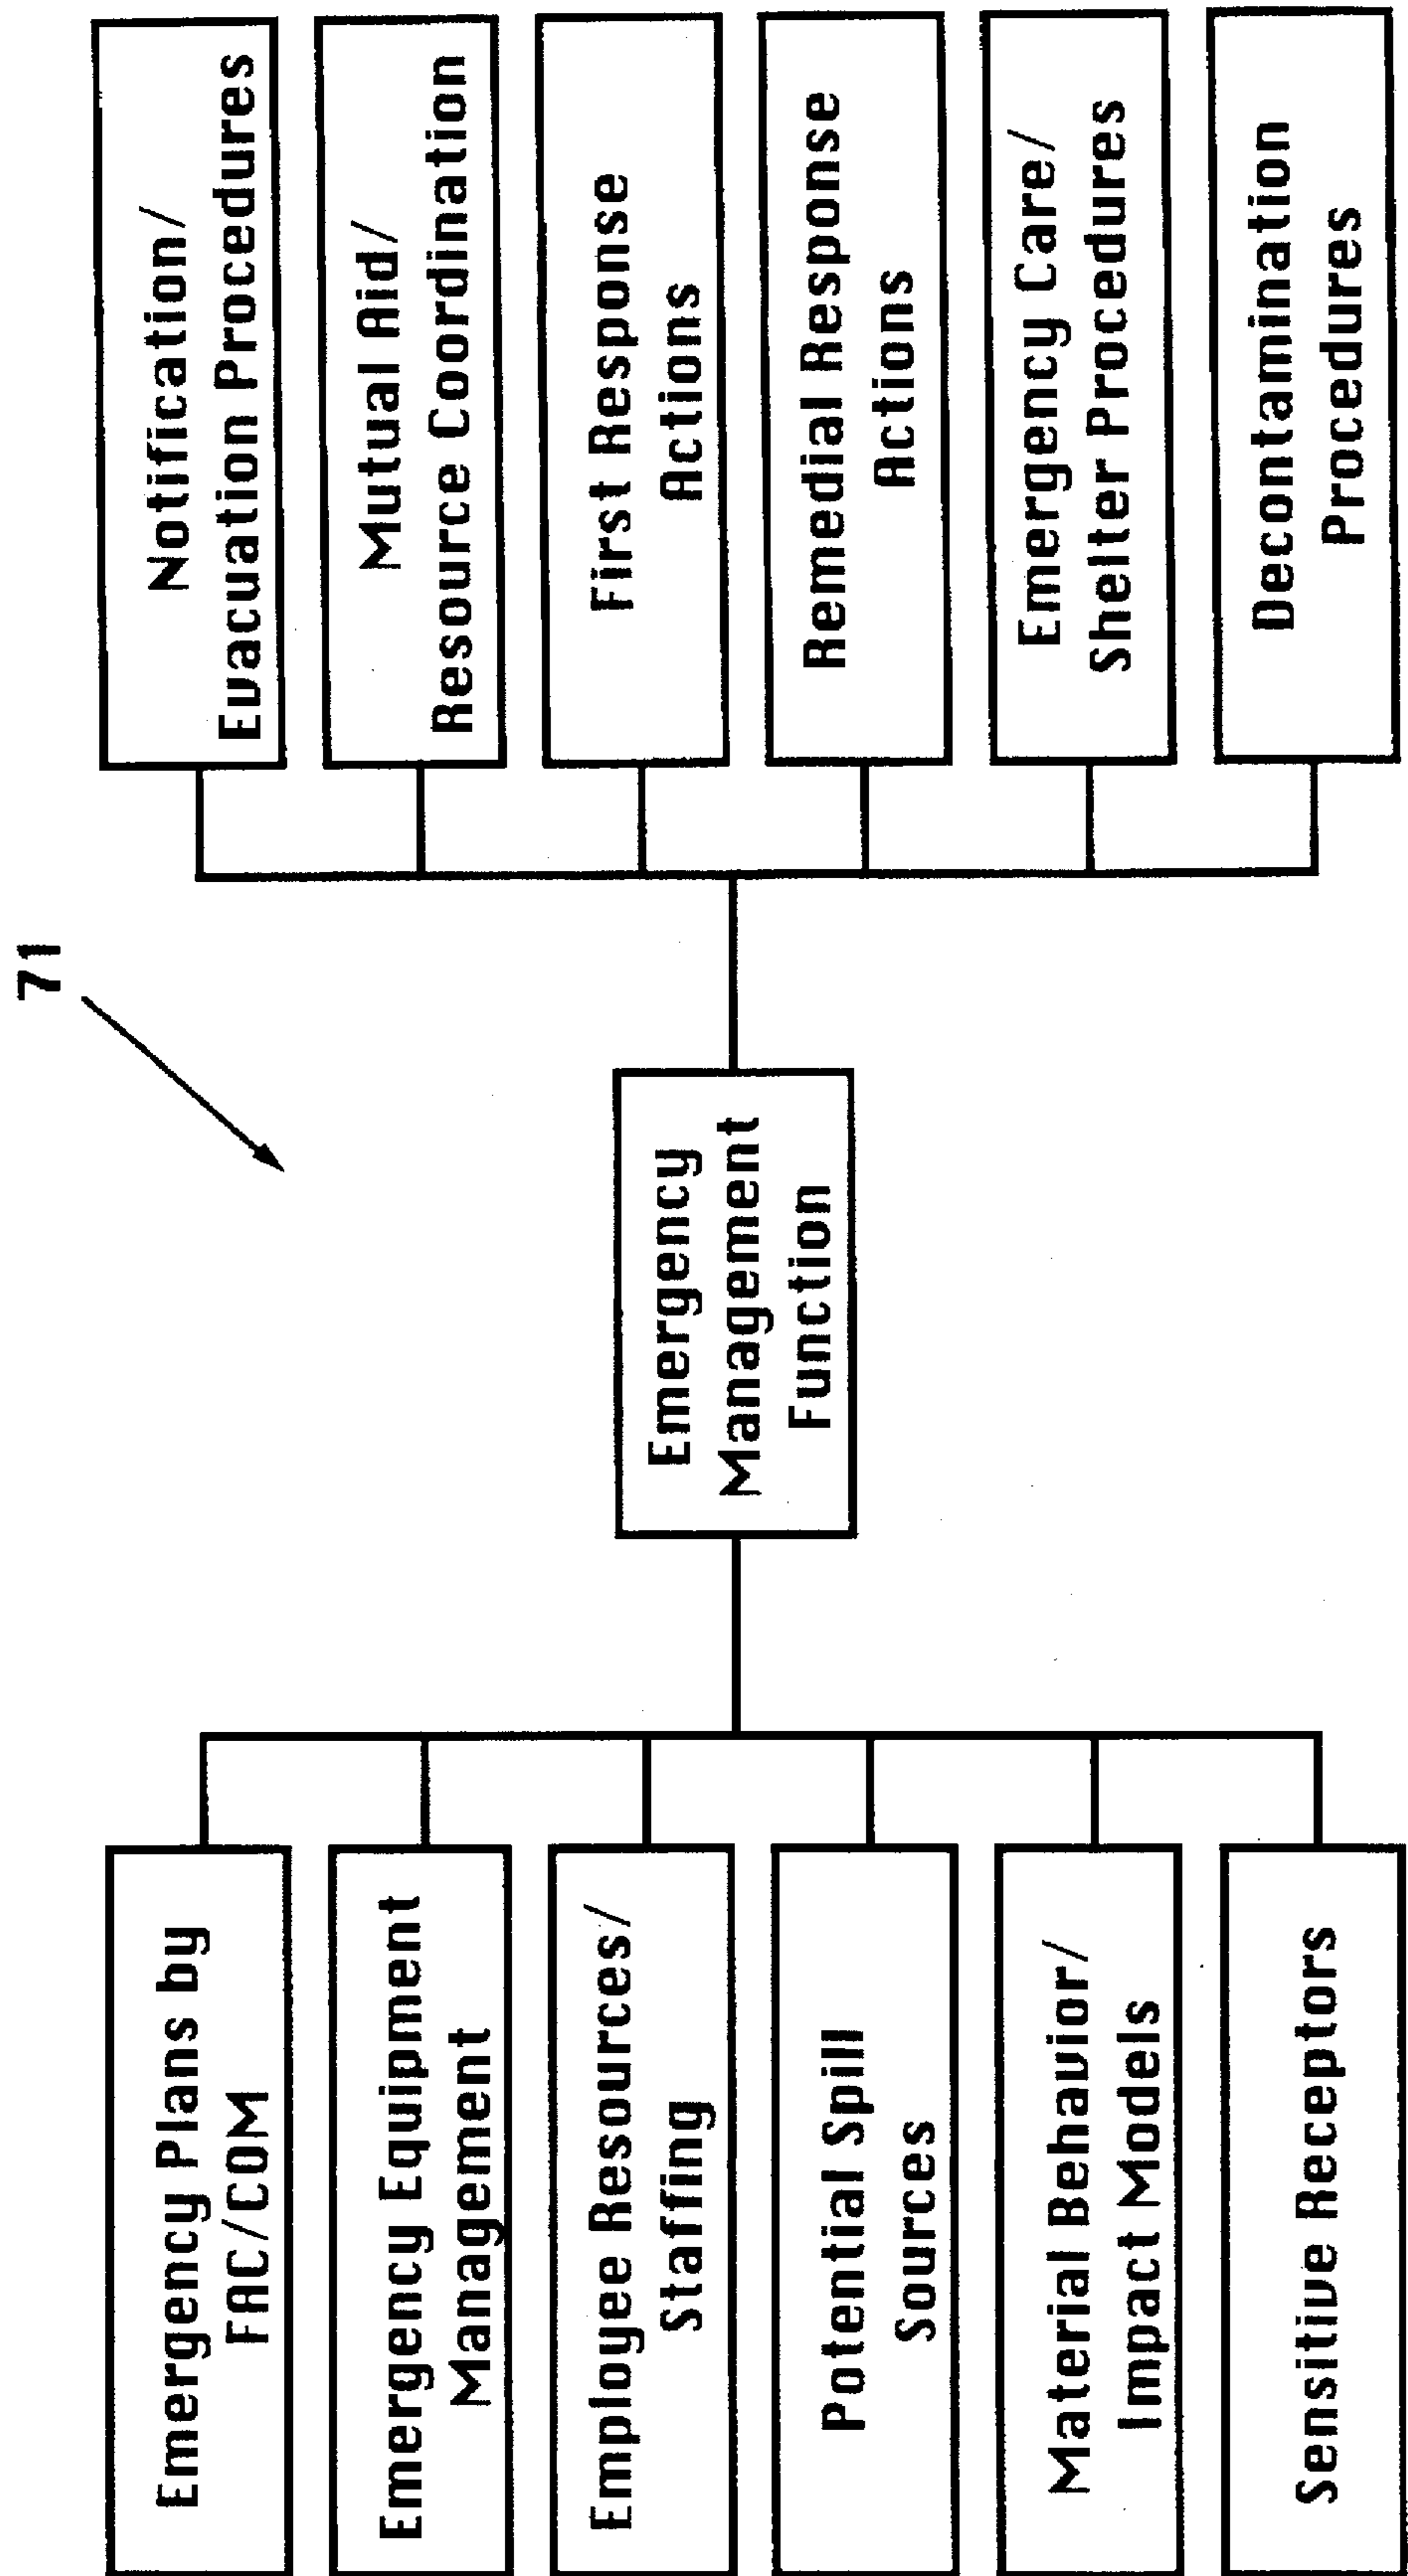 71
Emergency Plans by
FAC/COM
Emergency Equipment
Management
Employee Resources/
Staffing
Potential Spill
Sources
Material Behavior/
Impact Models
Sensitive Receptors
Emergency
Management
Function
Notification/
Evacuation Procedures
Mutual Aid/
Resource Coordination
First Response
Actions
Remedial Response
Actions
Emergency Care/
Shelter Procedures
Decontamination
Procedures